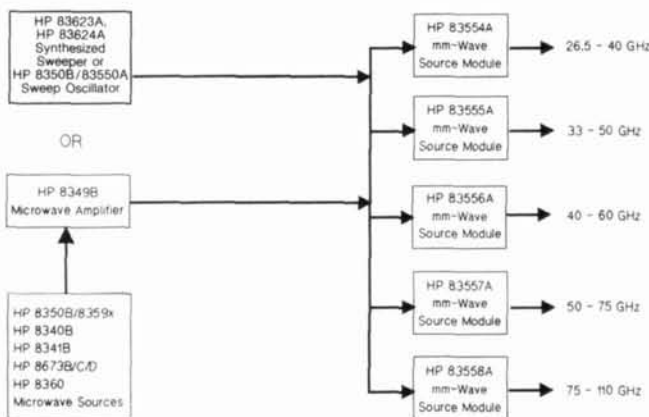 HP 83623A,
HP 83624A
Synthesized
Sweeper or
HP 8350B/83550A
Sweep Oscillator
OR
HP 8349B
Microwave Amplifier
HP 8350B/8359x
HP 8340B
HP 8341B
HP 8673B/C/D
HP 8360
Microwave Sources
HP 83554A
mm-Wave
Source Module
26.5 - 40 GHz
HP 83555A
mm-Wave
Source Module
33 - 50 GHz
HP 83556A
mm-Wave
Source Module
40 - 60 GHz
HP 83557A
mm-Wave
Source Module
50 - 75 GHz
HP 83558A
mm-Wave
Source Module
75 - 110 GHz